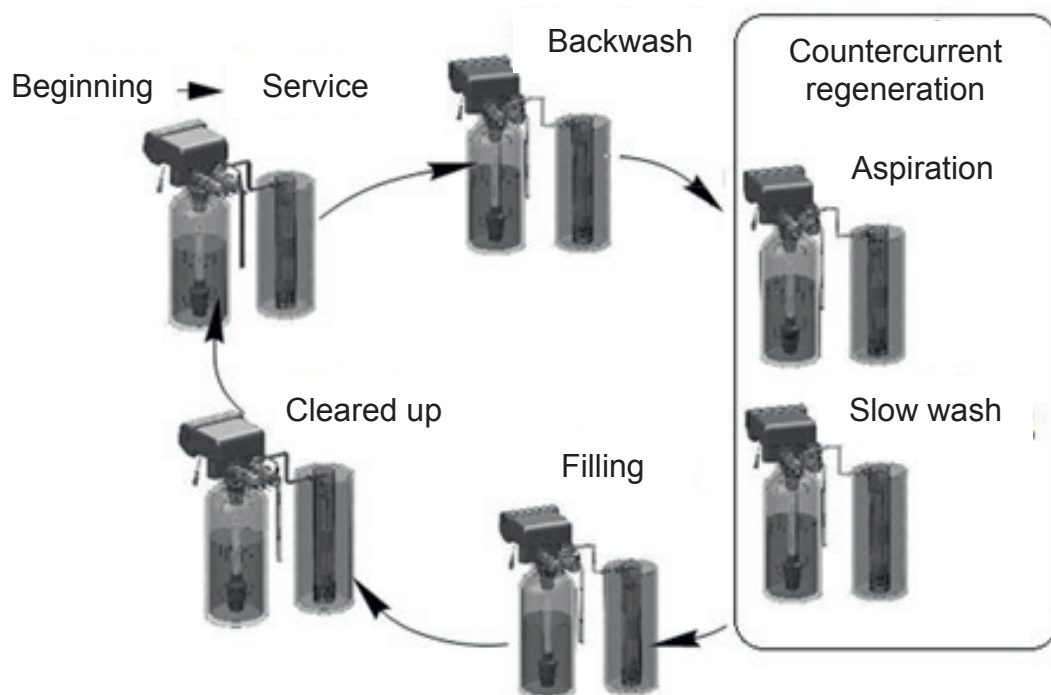 Beginning
Service
Backwash
Countercurrent
regeneration
Aspiration
Slow wash
Filling
Cleared up